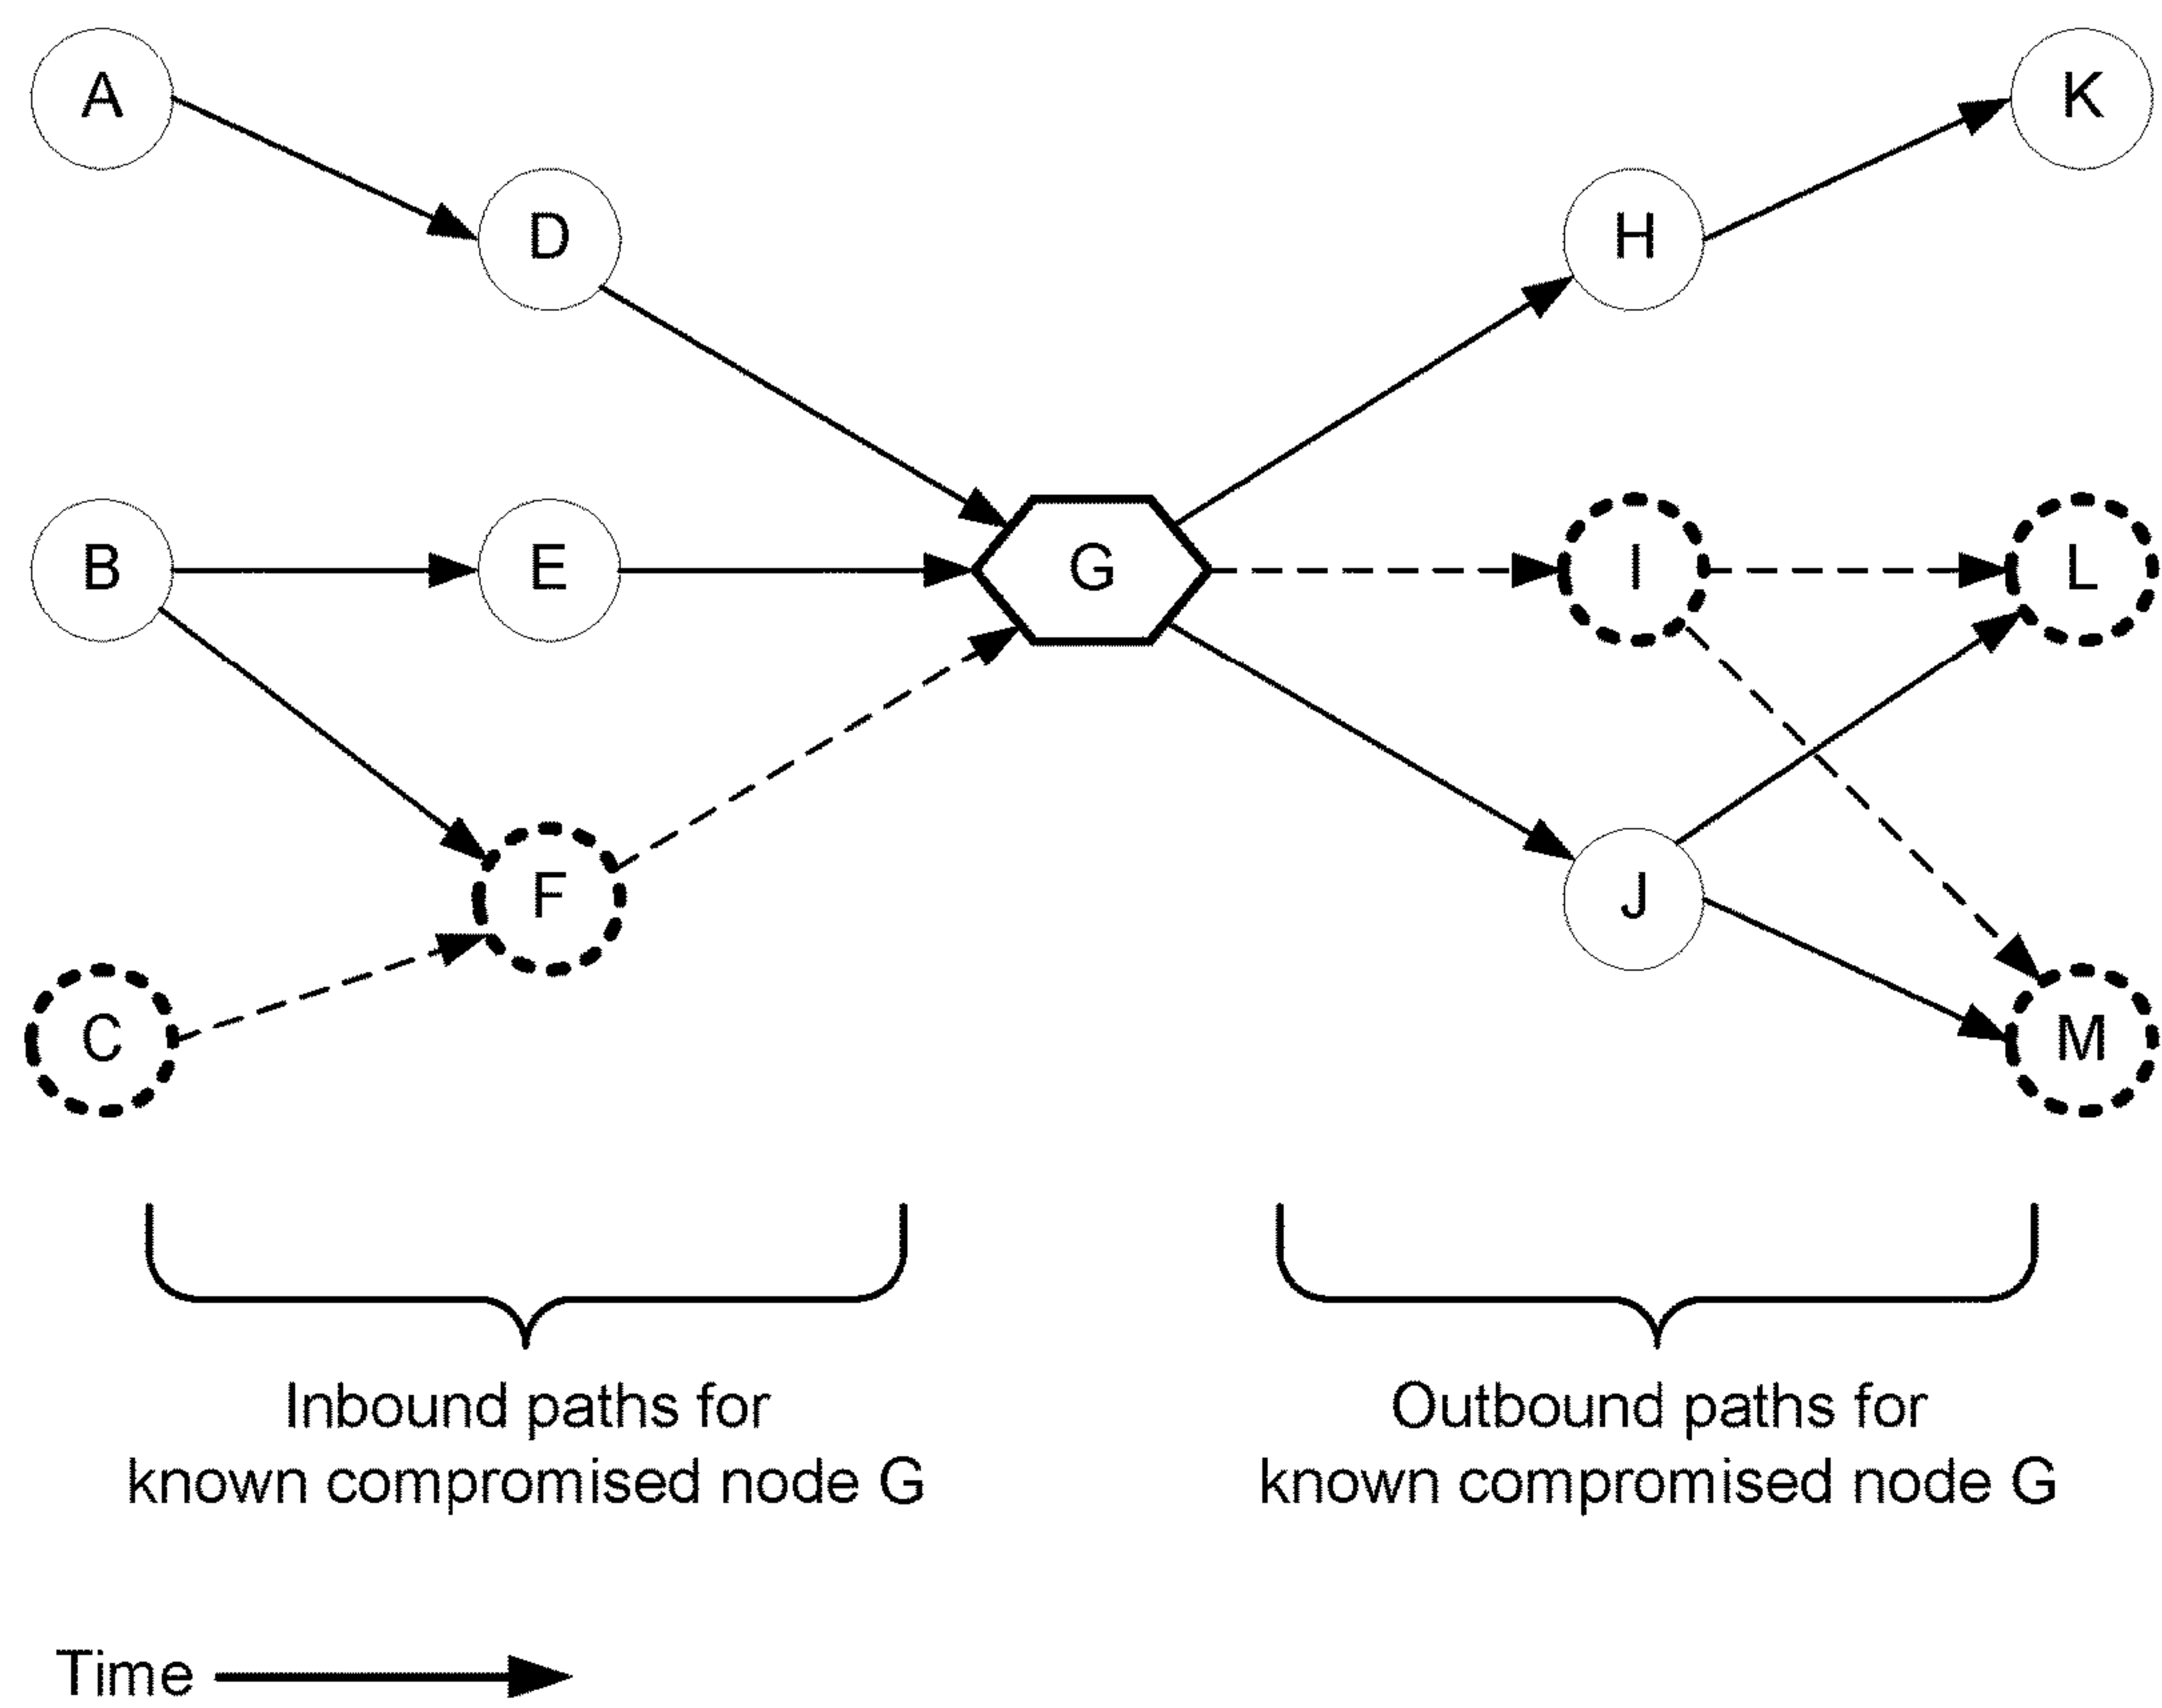 A
K
D
H
B
E
G
I
L
F
J
C
M
Inbound paths for
known compromised node G
Outbound paths for
known compromised node G
Time